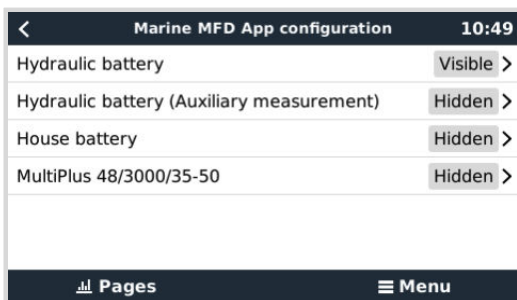 Marine MFD App configuration 10:49
Hydraulic battery Visible
Hydraulic battery (Auxiliary measurement) Hidden
House battery Hidden
MultiPlus 48/3000/35-50 Hidden
Pages Menu